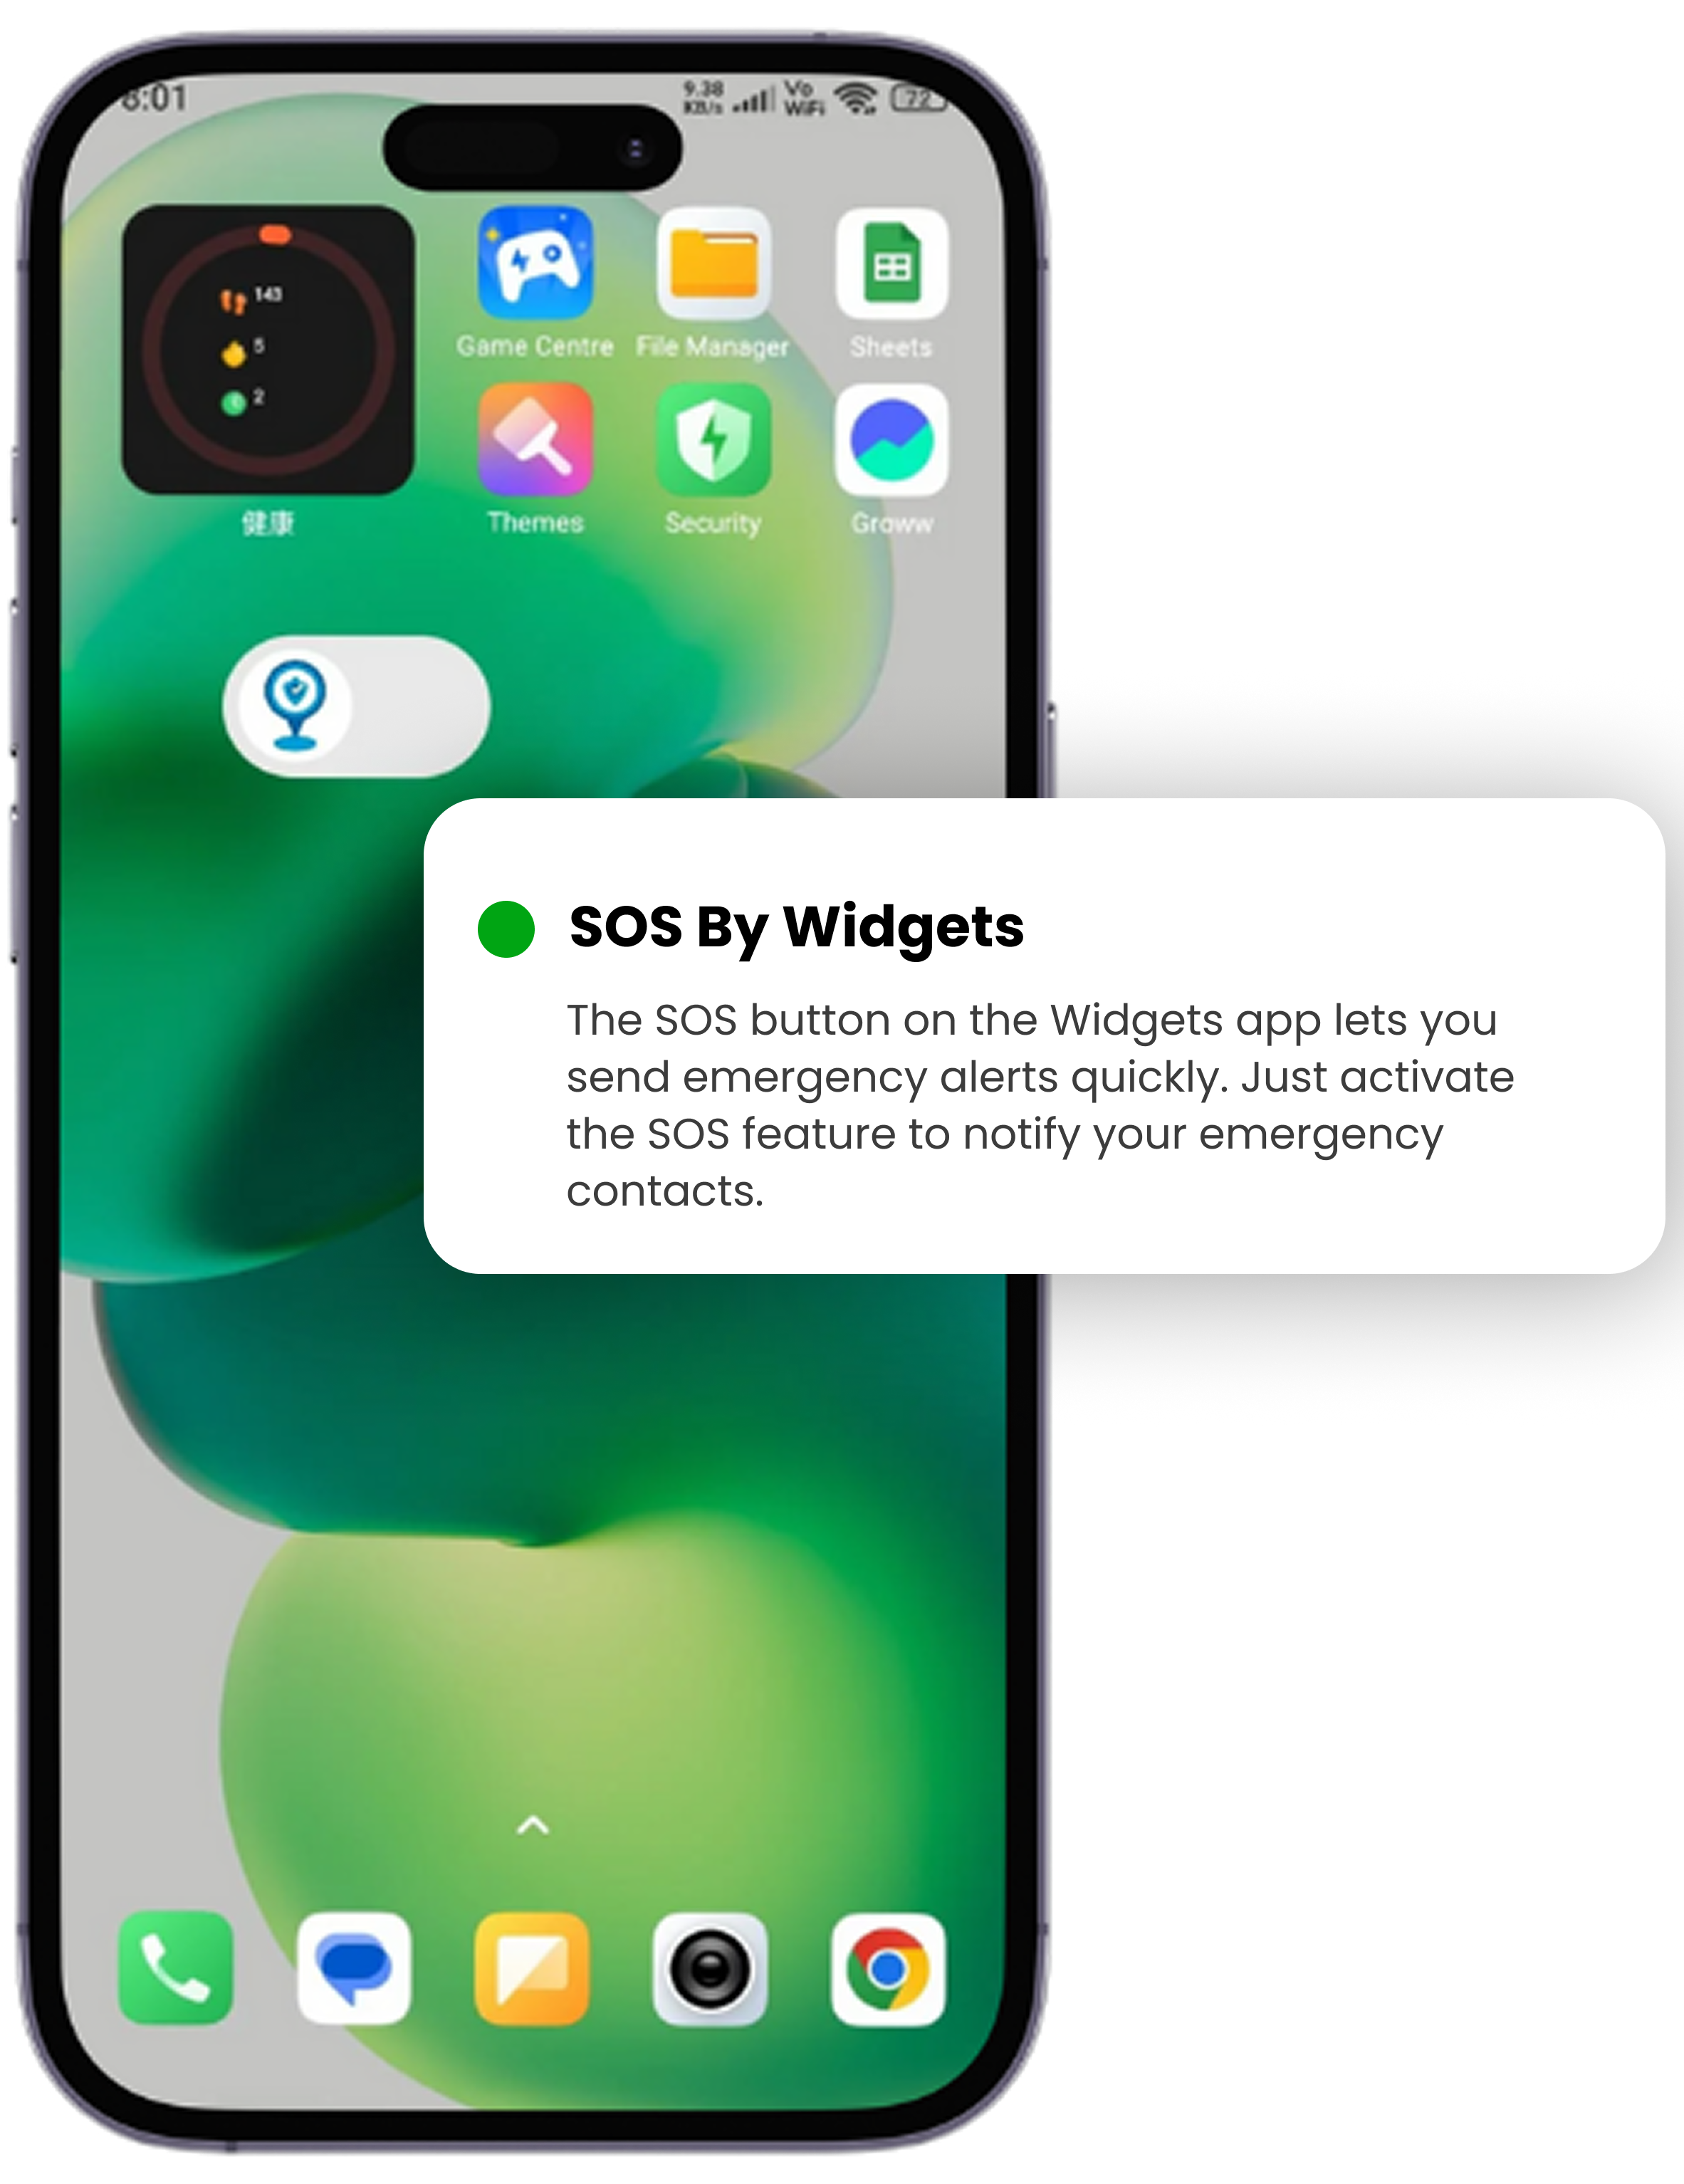 8:01
9.38
KB/s
Vo
WiFi
72
143
5
2
Game Centre File Manager Sheets
健康 Themes Security Groww
SOS By Widgets
The SOS button on the Widgets app lets you
send emergency alerts quickly. Just activate
the SOS feature to notify your emergency
contacts.